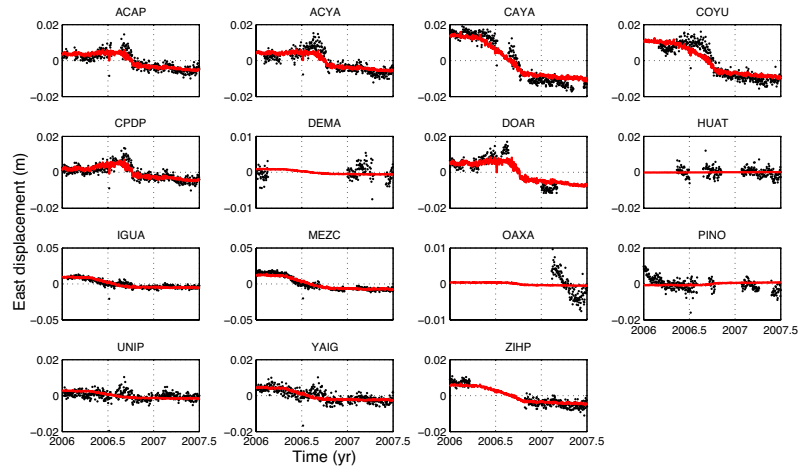 ACAP ACYA CAYA COYU
0.02 0.02 0.02 0.02
0 0 0 0
−0.02 −0.02 −0.02 −0.02
CPDP DEMA DOAR HUAT
0.02 0.01 0.02 0.02
0 0 0 0
−0.02 −0.01 −0.02 −0.02
East displacement (m)
IGUA MEZC OAXA PINO
0.05 0.05 0.01 0.02
0 0 0 0
−0.05 −0.05 −0.01 −0.02
2006 2006.5 2007 2007.5
UNIP YAIG ZIHP
0.02 0.02 0.02
0 0 0
−0.02 −0.02 −0.02
2006 2006.5 2007 2007.5 2006 2006.5 2007 2007.5 2006 2006.5 2007 2007.5
Time (yr)